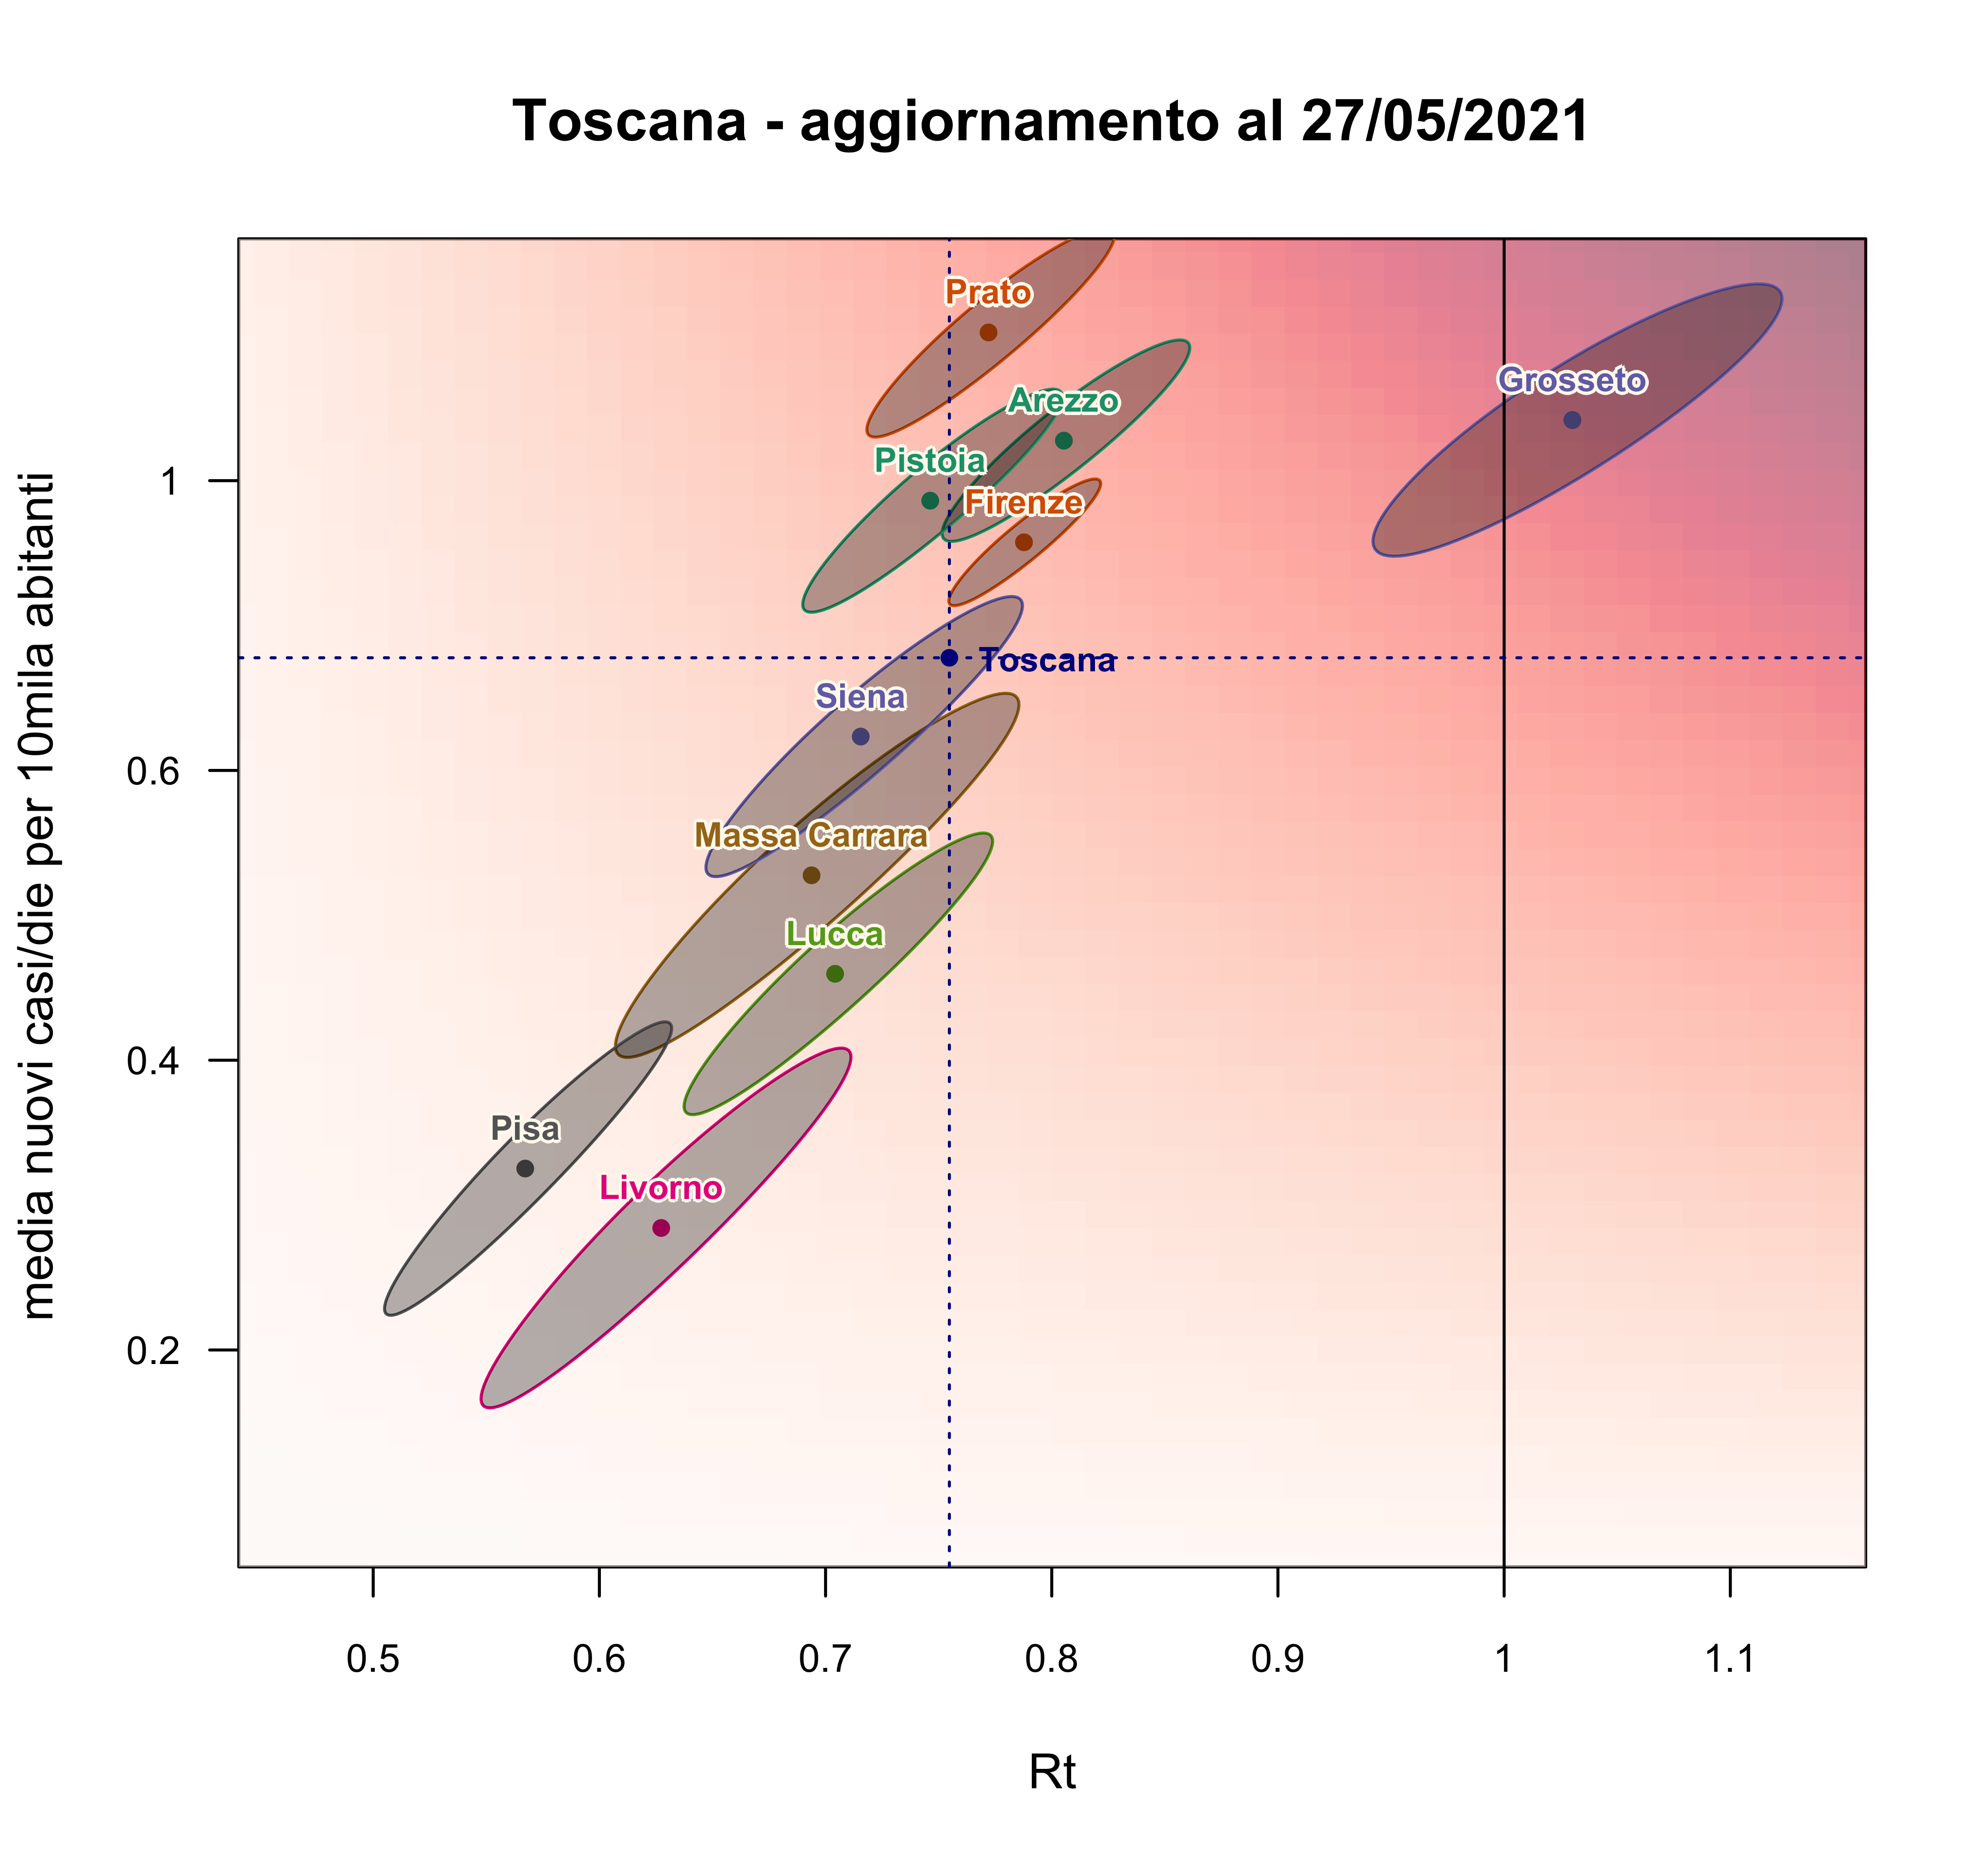 Toscana - aggiornamento al 27/05/2021
media nuovi casi/die per 10mila abitanti
1
0.6
0.4
0.2
Prato
Grosseto
Arezzo
Pistoia
Firenze
Toscana
Siena
Massa Carrara
Lucca
Pisa
Livorno
0.5 0.6 0.7 0.8 0.9 1 1.1
Rt